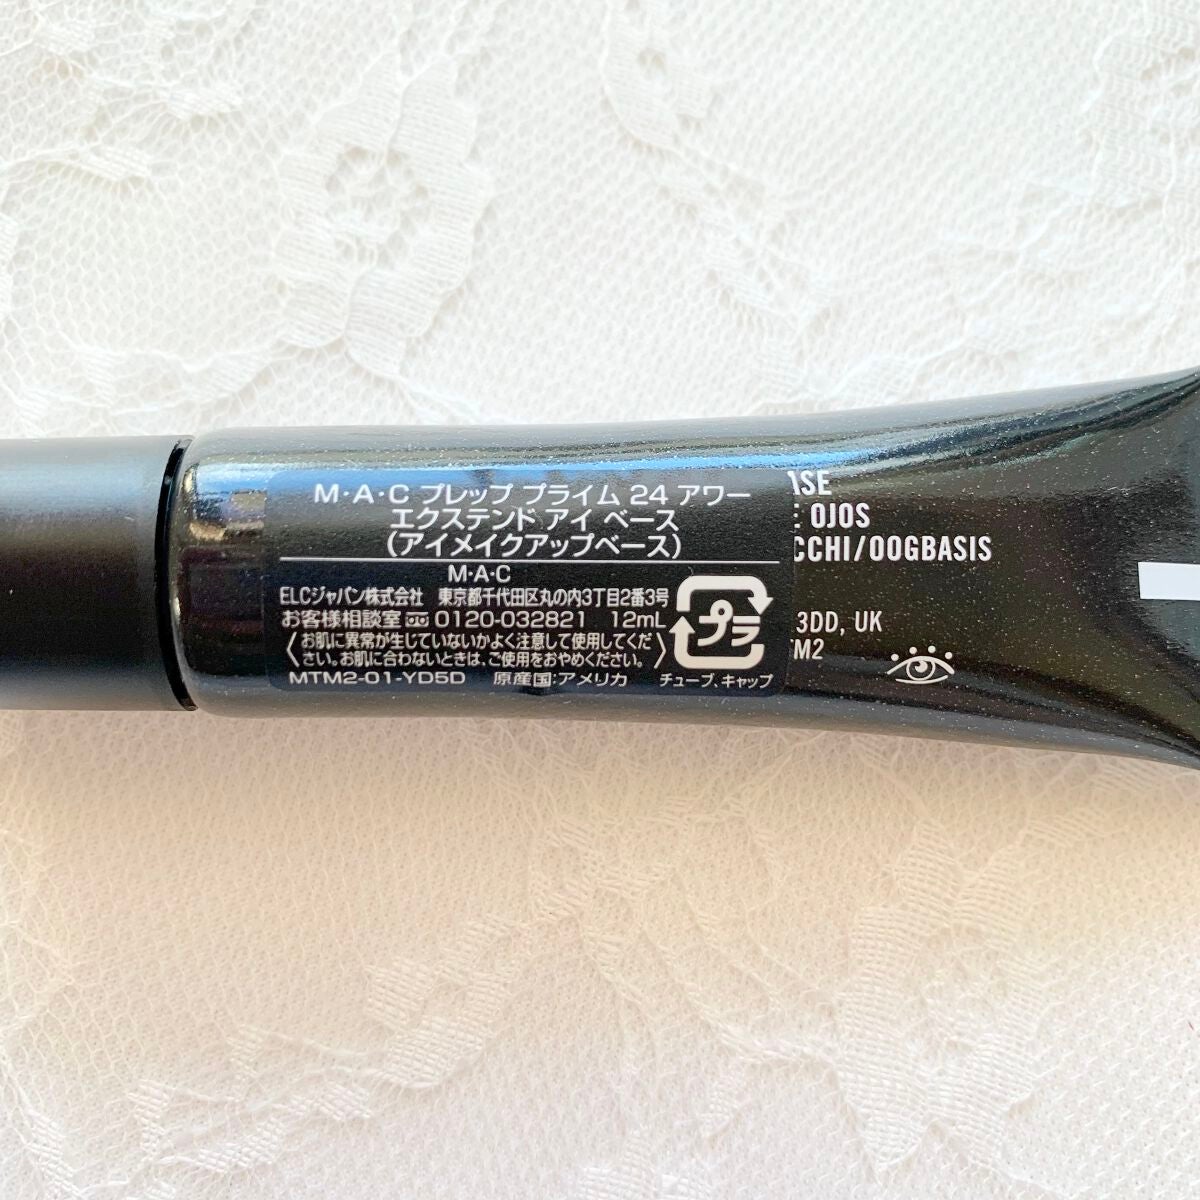 M・A・C プレップ プライム 24 アワー
エクステンド アイ ベース
(アイメイクアップベース)
M・A・C
ELCジャパン株式会社 東京都千代田区丸の内3丁目2番3号
お客様相談室 0120-032821 12mL
〈お肌に異常が生じていないかよく注意して使用してくだ
さい。お肌に合わないときは、ご使用をおやめください。〉
MTM2-01-YD5D 原産国:アメリカ
プラ
チューブ、キャップ
OJOS
CCHI/OOGBASIS
3DD, UK